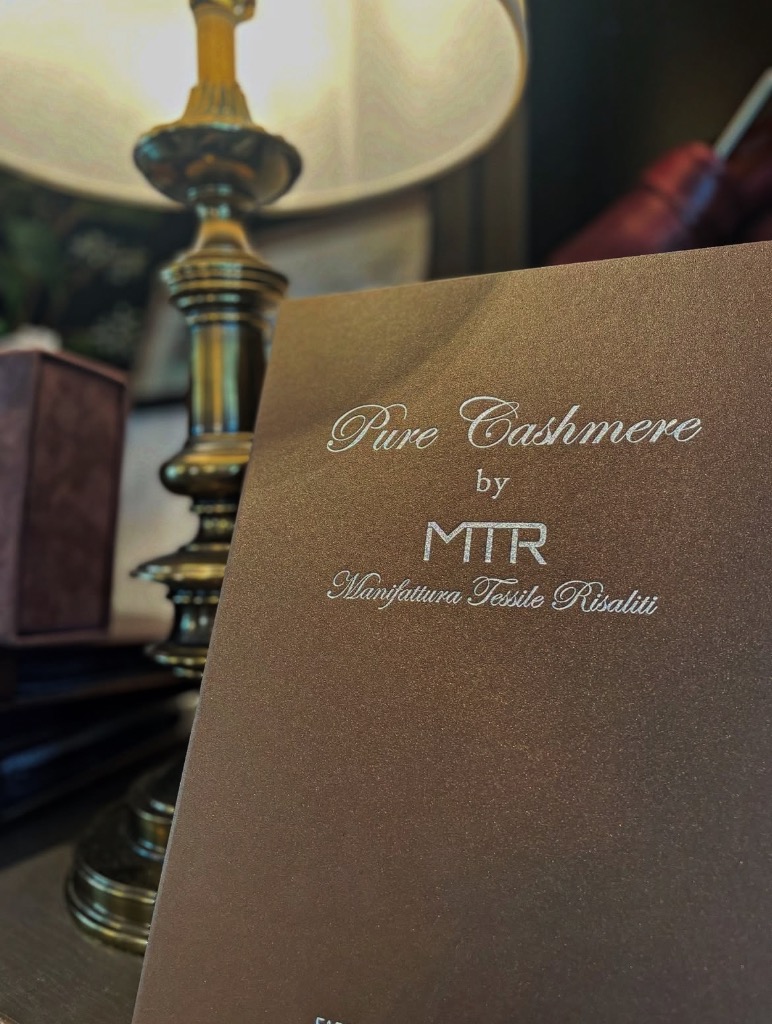 Pure Cashmere
by
MTR
Manifattura Tessile Risaliti